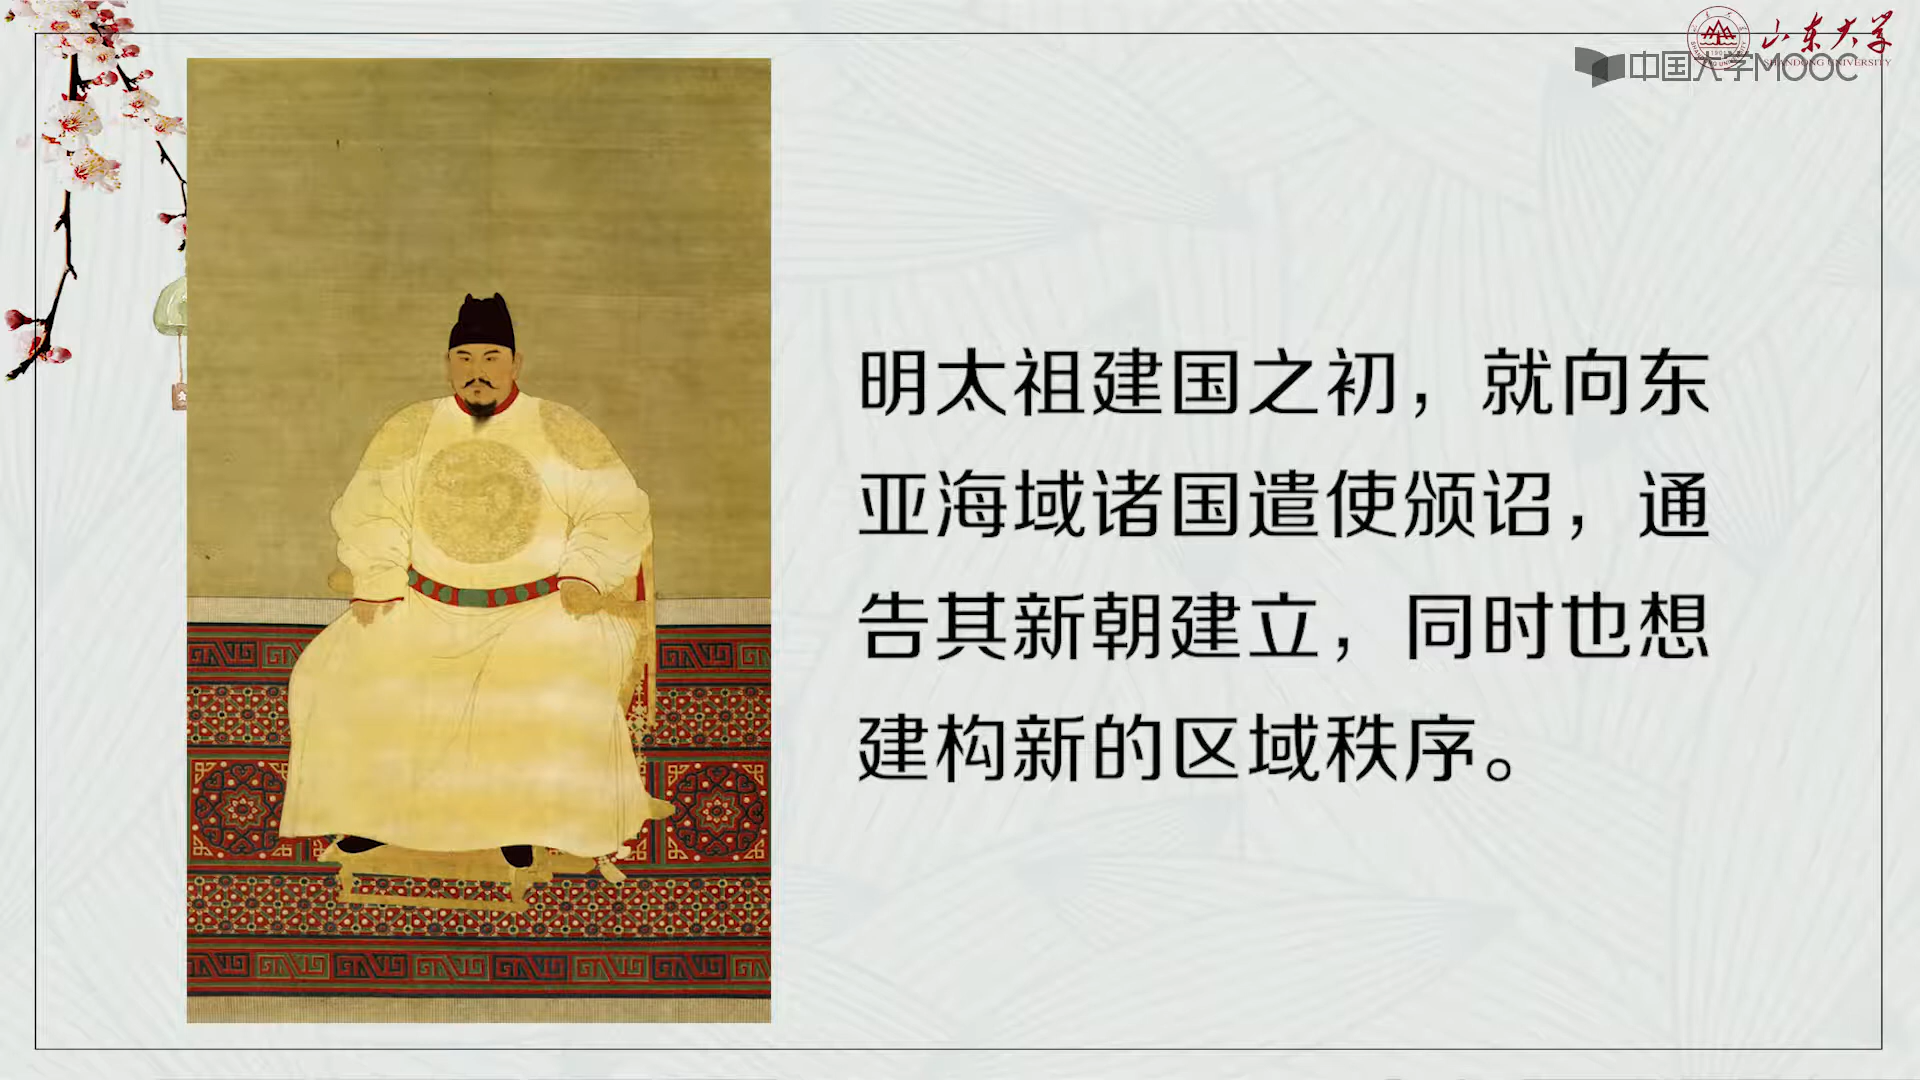 山东大学
SHANDONG UNIVERSITY
中国大学MOOC
明太祖建国之初，就向东
亚海域诸国遣使颁诏，通
告其新朝建立，同时也想
建构新的区域秩序。